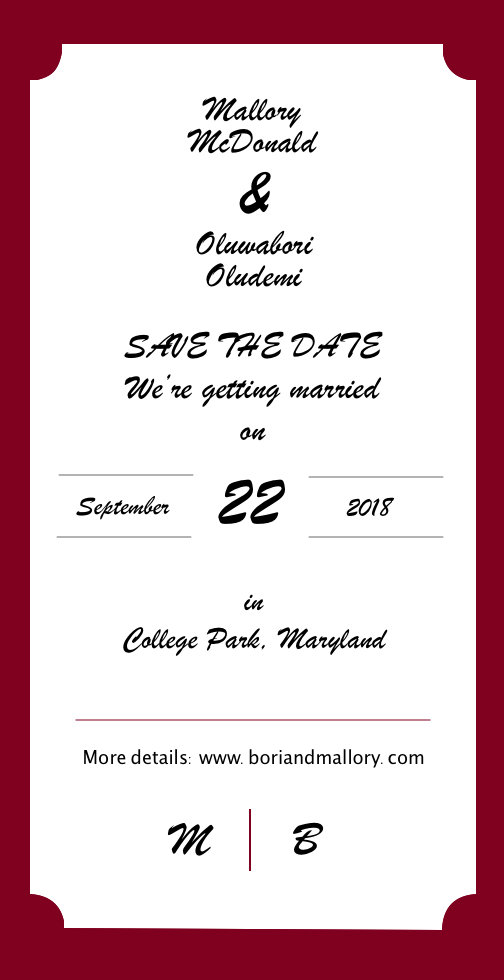 Mallory
McDonald
&
Oluwabori
Oludemi
SAVE THE DATE
We're getting married
on
September 22 2018
in
College Park, Maryland
More details: www. boriandmallory. com
M B